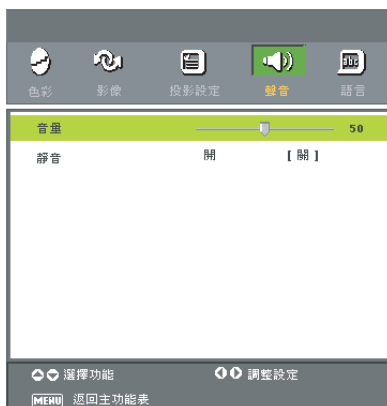 色彩 影像 投影設定 聲音 語言
音量 50
靜音 開 [ 關 ]
選擇功能 調整設定
MENU 返回主功能表